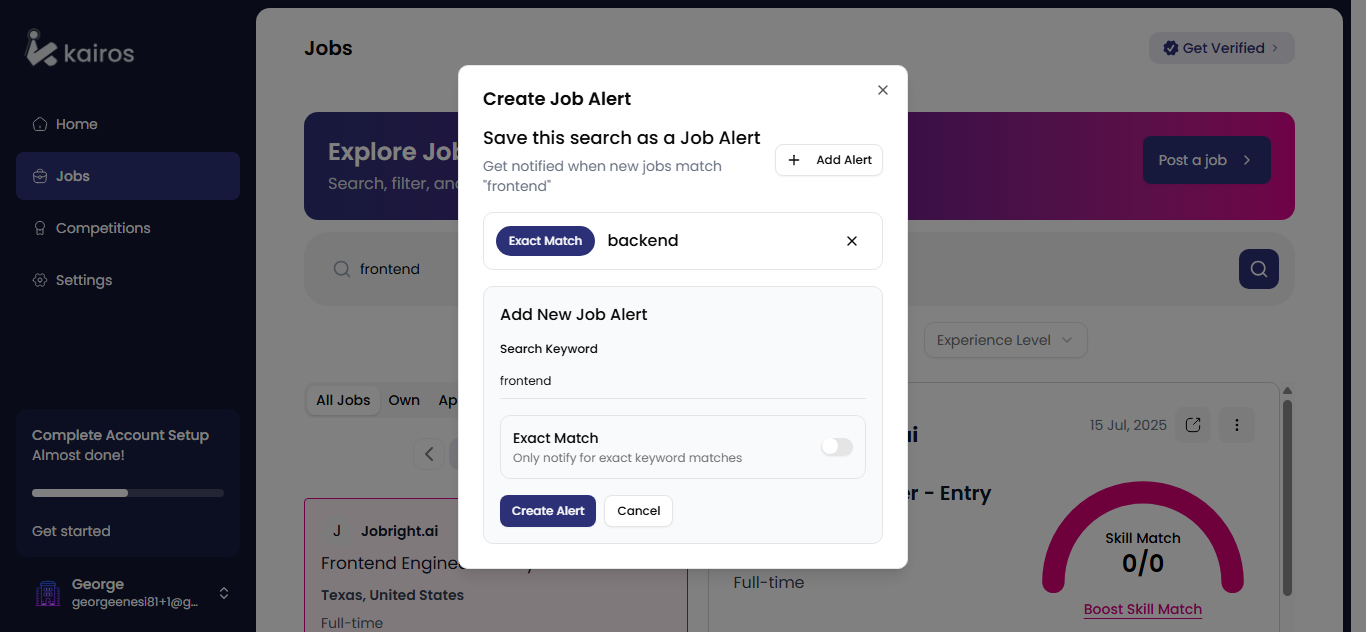 kairos
Home
Jobs
Competitions
Settings
Complete Account Setup
Almost done!
Get started
George
georgeenesi81+1@g...
Jobs
Get Verified
Explore Job
Search, filter, and
Post a job
frontend
Experience Level
All Jobs
Own
Ap
J
Jobright.ai
Frontend Engine
Texas, United States
Full-time
15 Jul, 2025
r - Entry
Full-time
Skill Match
0/0
Boost Skill Match
Create Job Alert
Save this search as a Job Alert
Get notified when new jobs match
"frontend"
Add Alert
Exact Match
backend
Add New Job Alert
Search Keyword
frontend
Exact Match
Only notify for exact keyword matches
Create Alert
Cancel